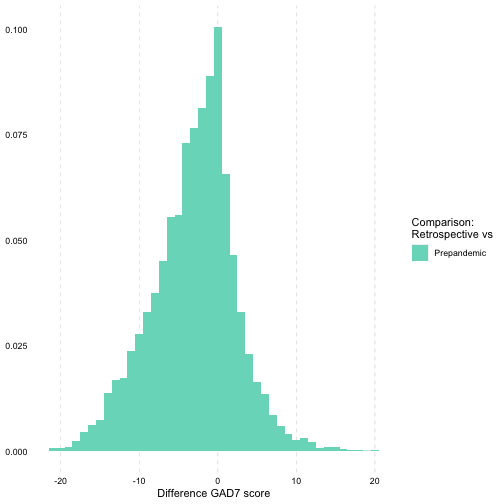 0.100
0.075
0.050
0.025
0.000
-20 -10 0 10 20
Difference GAD7 score
Comparison:
Retrospective vs
Prepandemic